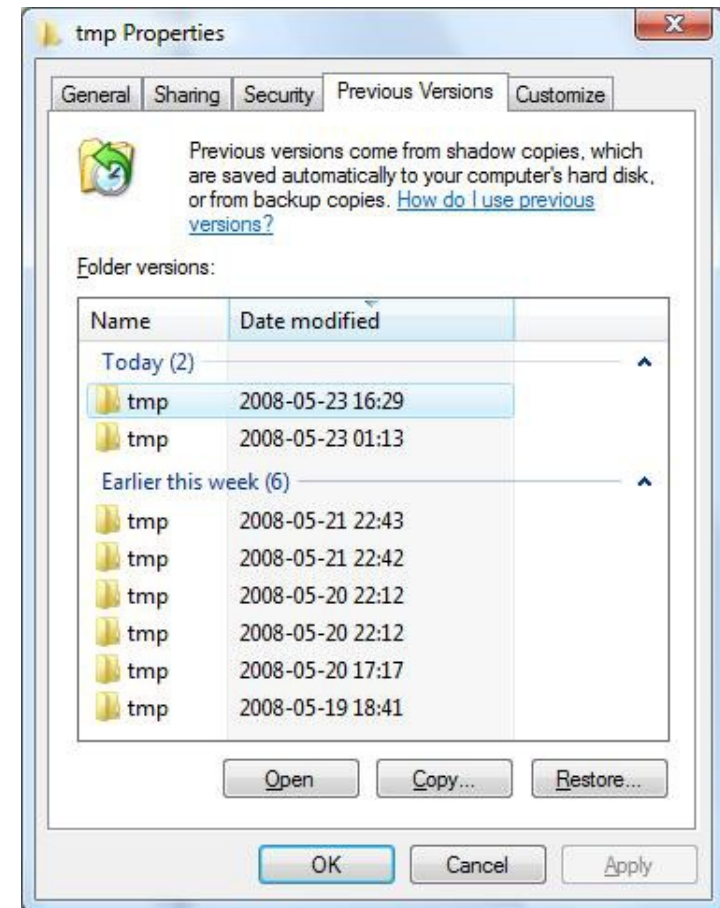 tmp Properties
General Sharing Security Previous Versions Customize
Previous versions come from shadow copies, which
are saved automatically to your computer's hard disk,
or from backup copies. How do I use previous
versions?
Folder versions:
Name Date modified
Today (2)
tmp 2008-05-23 16:29
tmp 2008-05-23 01:13
Earlier this week (6)
tmp 2008-05-21 22:43
tmp 2008-05-21 22:42
tmp 2008-05-20 22:12
tmp 2008-05-20 22:12
tmp 2008-05-20 17:17
tmp 2008-05-19 18:41
Open Copy... Restore...
OK Cancel Apply